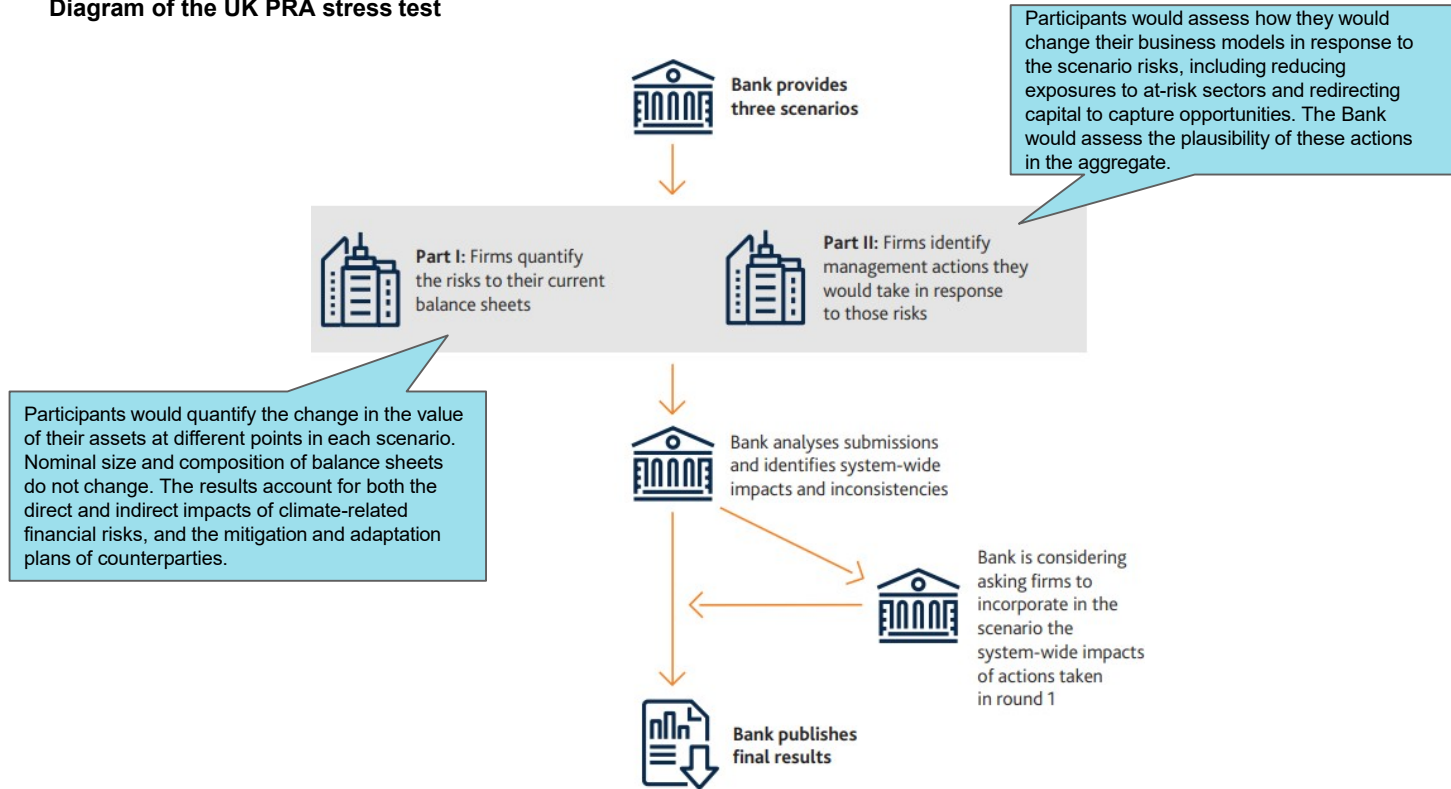 Diagram of the UK PRA stress test
Participants would assess how they would
change their business models in response to
the scenario risks, including reducing
exposures to at-risk sectors and redirecting
capital to capture opportunities. The Bank
would assess the plausibility of these actions
in the aggregate.
Bank provides
three scenarios
Part I: Firms quantify
the risks to their current
balance sheets
Part II: Firms identify
management actions they
would take in response
to those risks
Participants would quantify the change in the value
of their assets at different points in each scenario.
Nominal size and composition of balance sheets
do not change. The results account for both the
direct and indirect impacts of climate-related
financial risks, and the mitigation and adaptation
plans of counterparties.
Bank analyses submissions
and identifies system-wide
impacts and inconsistencies
Bank is considering
asking firms to
incorporate in the
scenario the
system-wide impacts
of actions taken
in round 1
Bank publishes
final results